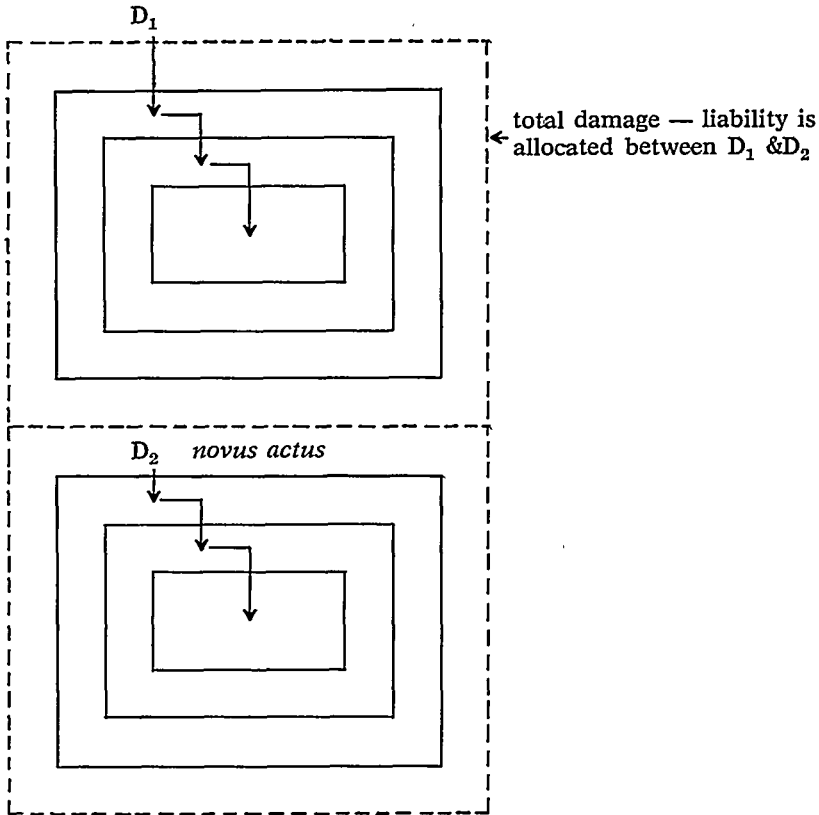 D₁
total damage — liability is
allocated between D₁ &D₂
D₂ novus actus